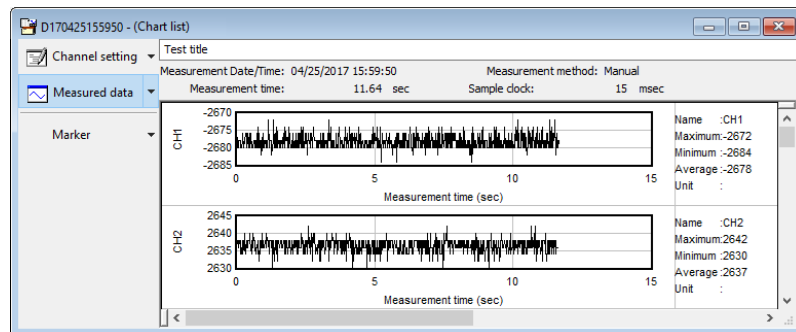 D170425155950 - (Chart list)
Channel setting
Test title
Measurement Date/Time: 04/25/2017 15:59:50 Measurement method: Manual
Measured data
Measurement time: 11.64 sec Sample clock: 15 msec
Marker
CH1
-2670
-2675
-2680
-2685
0 5 10 15
Measurement time (sec)
Name :CH1
Maximum:-2672
Minimum :-2684
Average :-2678
Unit :
CH2
2645
2640
2635
2630
0 5 10 15
Measurement time (sec)
Name :CH2
Maximum:2642
Minimum :2630
Average :2637
Unit :